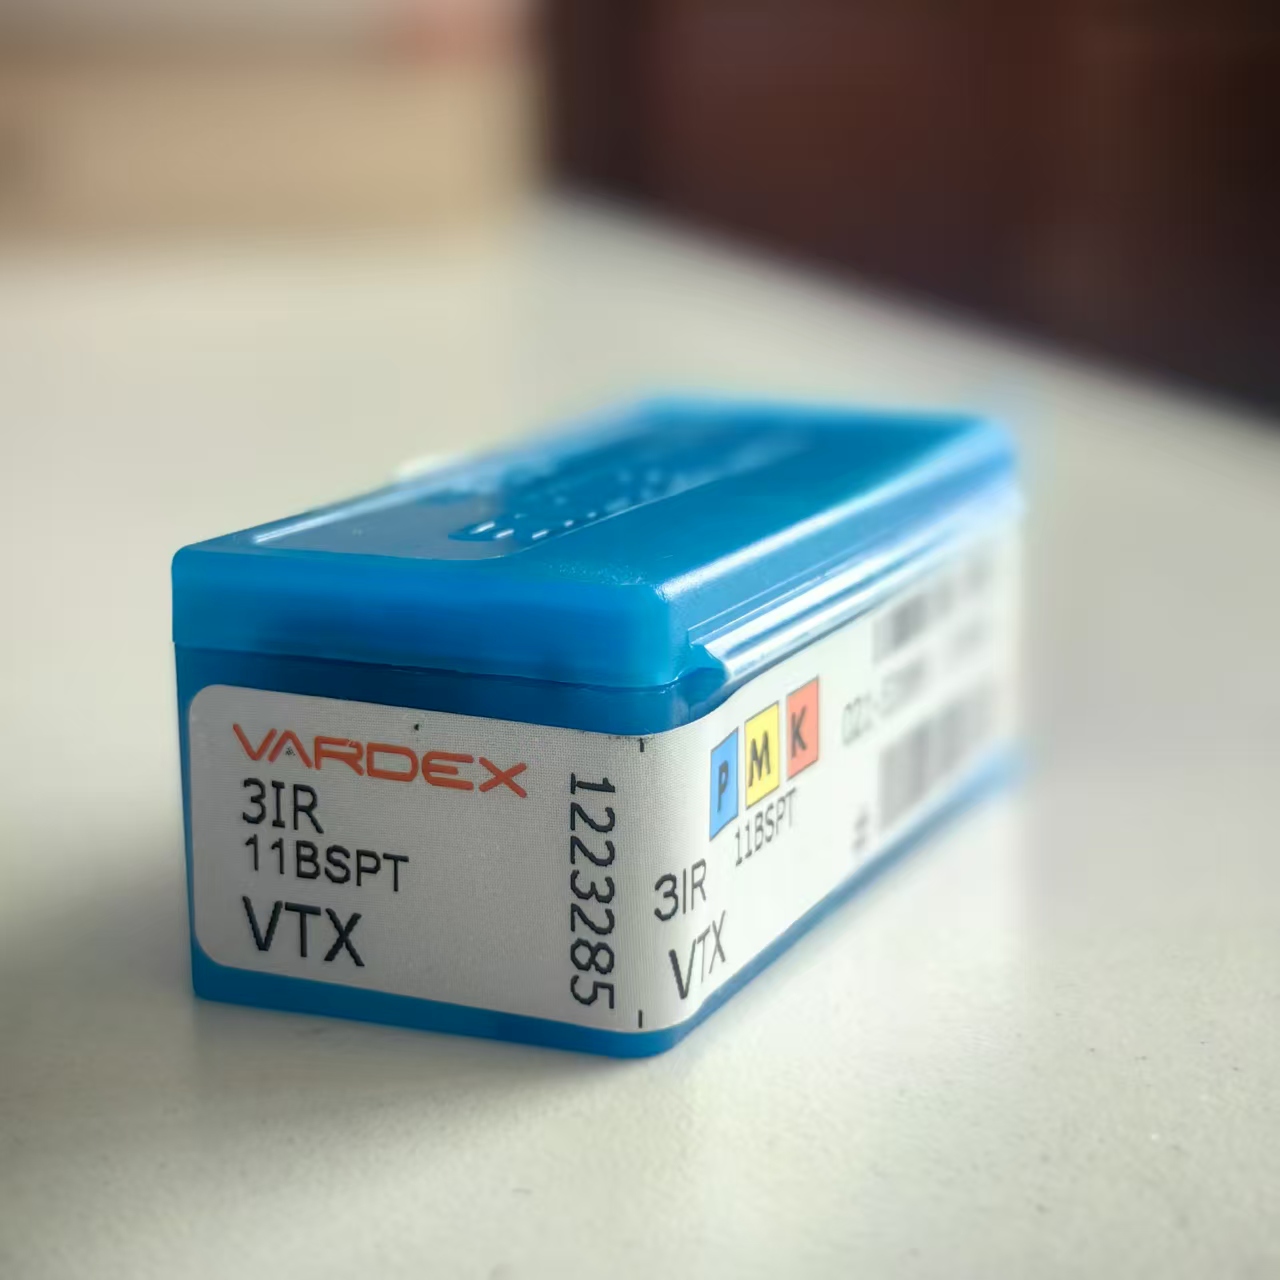 VARDEX
3IR
11BSPT
VTX
1223285
P M K
11BSPT
3IR
VTX